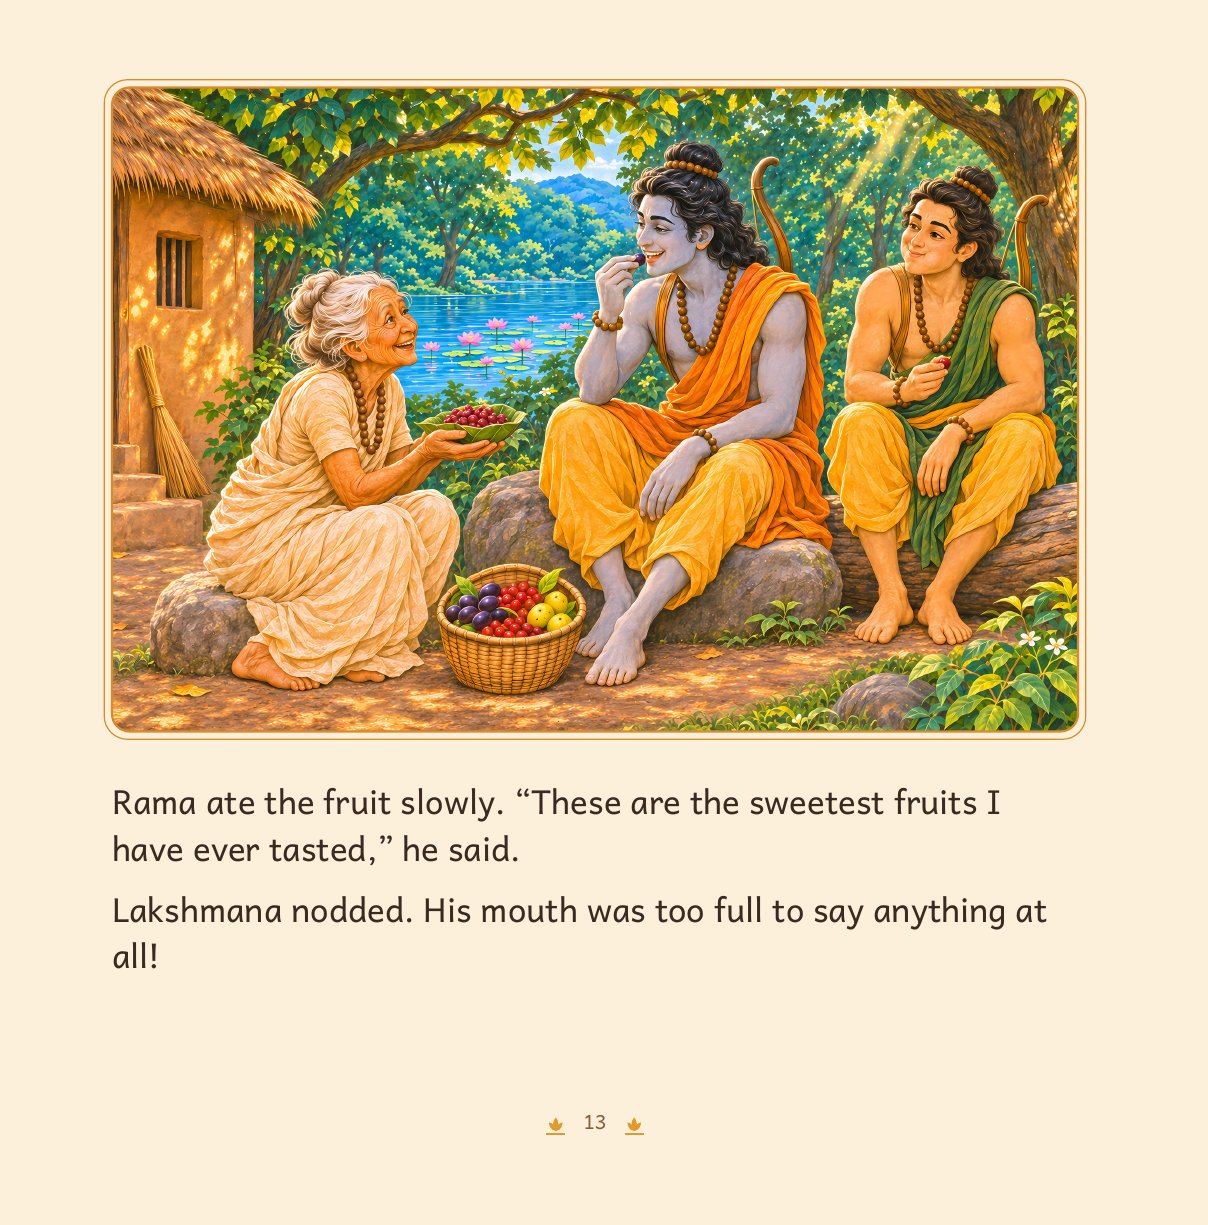 Rama ate the fruit slowly. “These are the sweetest fruits I
have ever tasted,” he said.
Lakshmana nodded. His mouth was too full to say anything at
all!
13